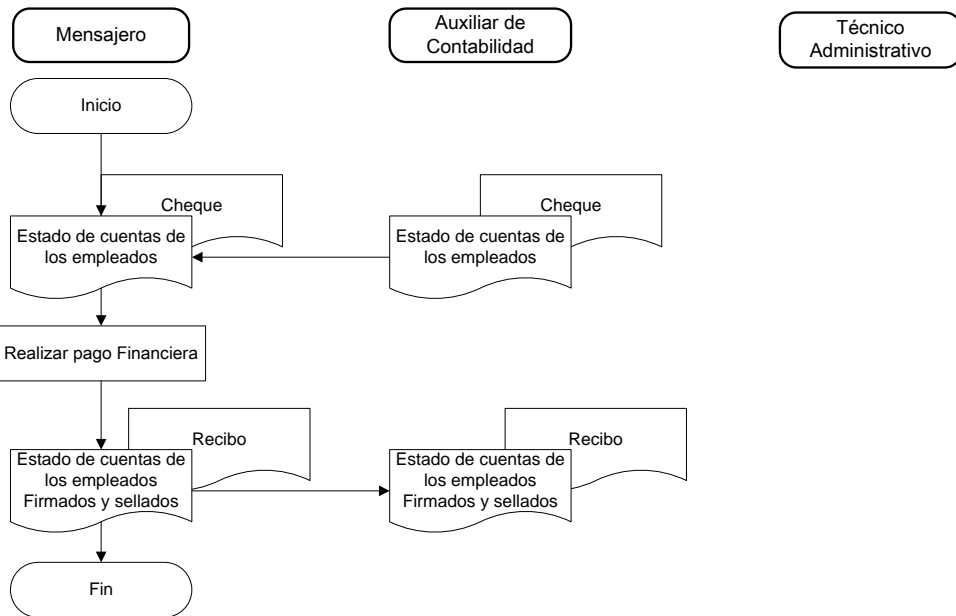 Mensajero
Auxiliar de
Contabilidad
Técnico
Administrativo
Inicio
Cheque
Estado de cuentas de
los empleados
Cheque
Estado de cuentas de
los empleados
Realizar pago Financiera
Recibo
Estado de cuentas de
los empleados
Firmados y sellados
Recibo
Estado de cuentas de
los empleados
Firmados y sellados
Fin